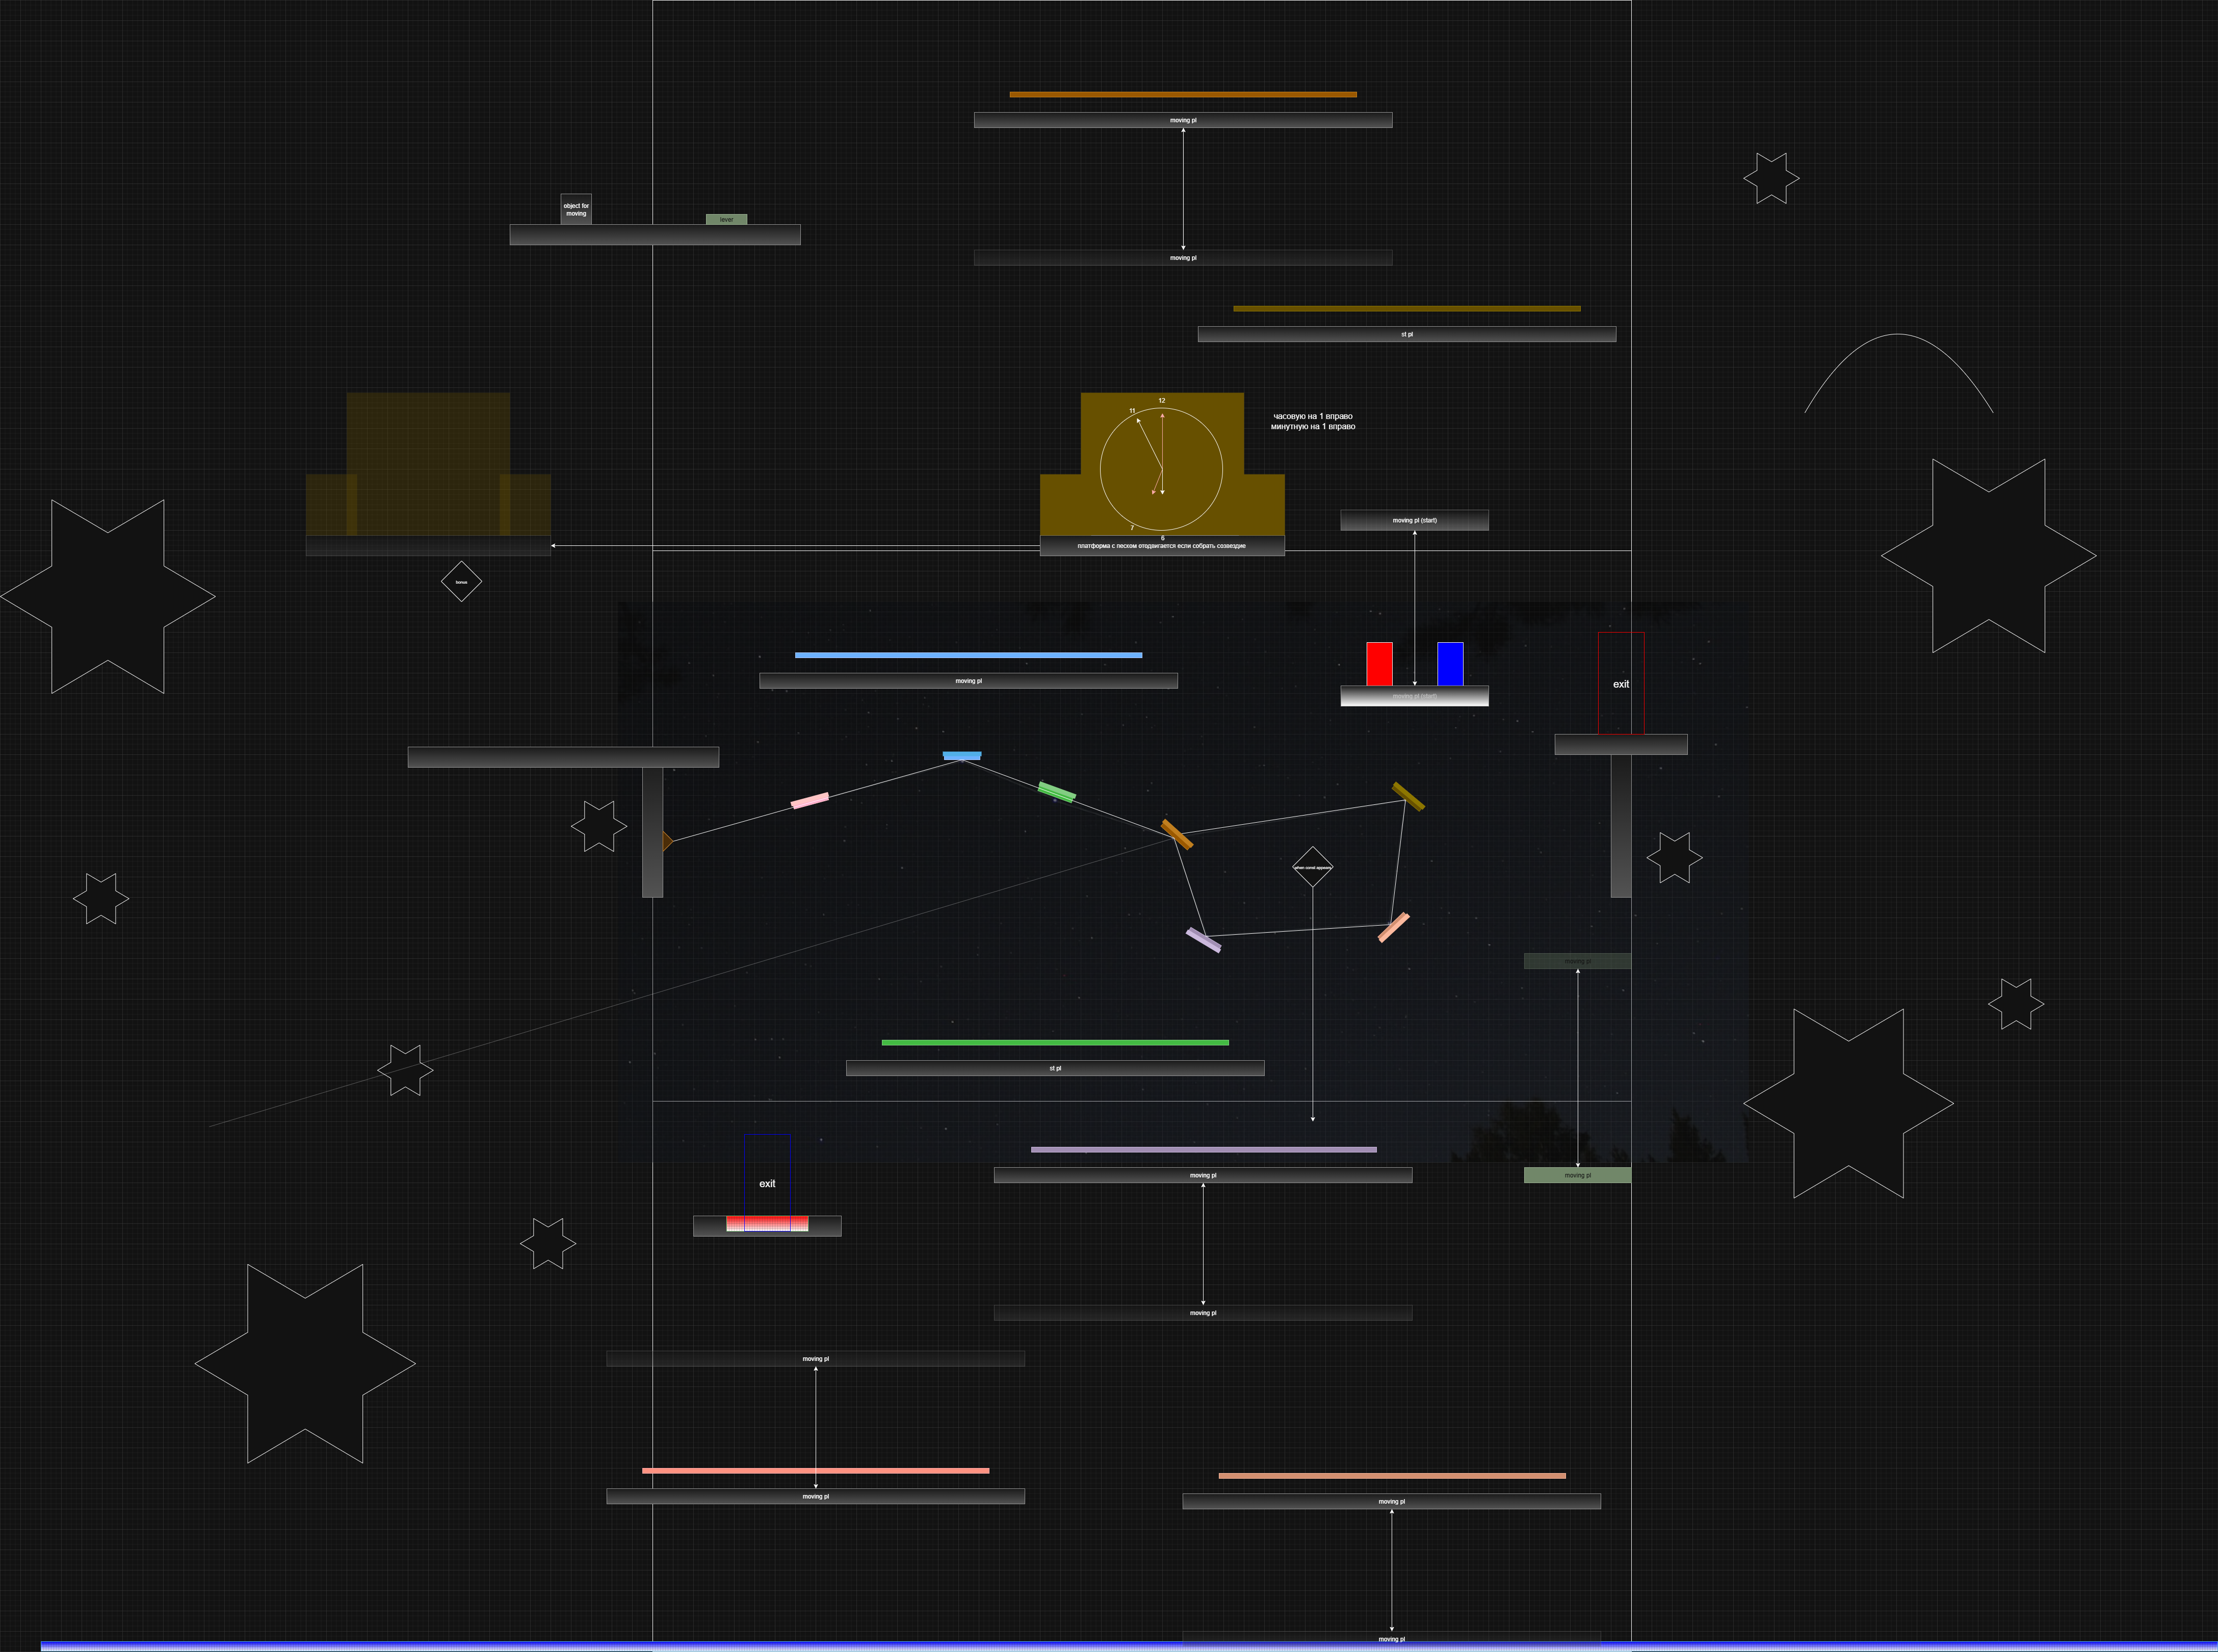 moving pl
object for
moving
lever
moving pl
st pl
12
11
часовую на 1 вправо
минутную на 1 вправо
moving pl (start)
7
6
платформа с песком отодвигается если собрать созвездие
bonus
moving pl
exit
moving pl (start)
when const appears
moving pl
st pl
moving pl
moving pl
exit
moving pl
moving pl
moving pl
moving pl
moving pl